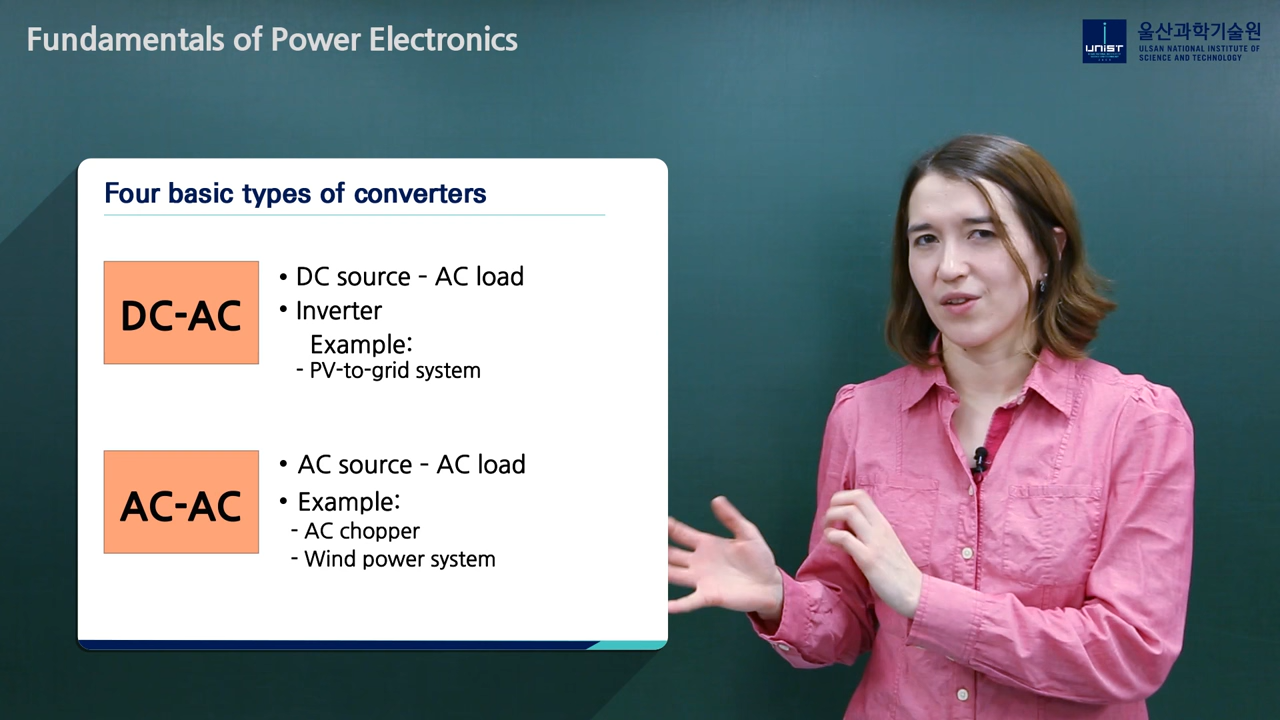 Fundamentals of Power Electronics
UNIST
울산과학기술원
ULSAN NATIONAL INSTITUTE OF
SCIENCE AND TECHNOLOGY
Four basic types of converters
DC-AC
• DC source - AC load
• Inverter
Example:
- PV-to-grid system
AC-AC
• AC source - AC load
• Example:
- AC chopper
- Wind power system